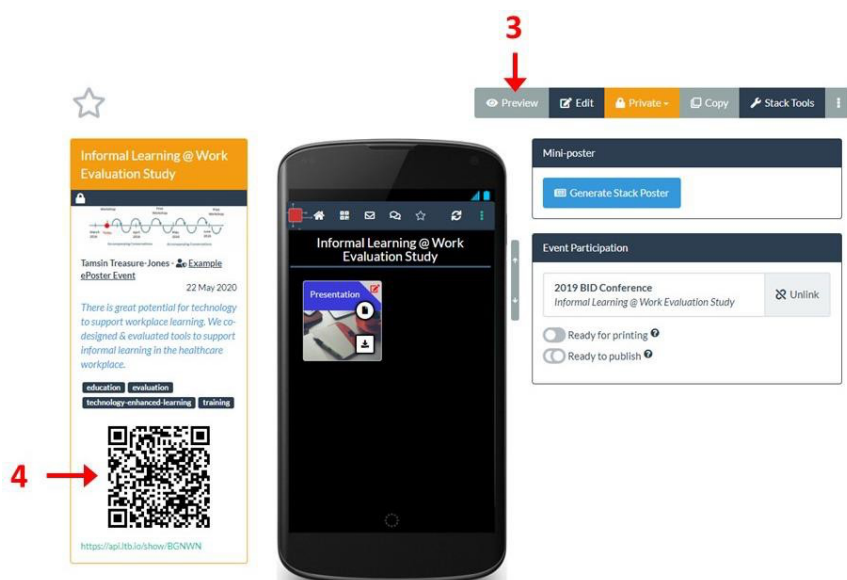 3
Preview
Edit
Private
Copy
Stack Tools
Informal Learning @ Work
Evaluation Study
Tamsin Treasure-Jones - Example
ePoster Event
22 May 2020
There is great potential for technology
to support workplace learning. We co-
designed & evaluated tools to support
informal learning in the healthcare
workplace.
education evaluation
technology-enhanced-learning training
4
https://api.ltb.io/show/BGNWN
Informal Learning @ Work
Evaluation Study
Presentation
Mini-poster
Generate Stack Poster
Event Participation
2019 BID Conference
Informal Learning @ Work Evaluation Study
Unlink
Ready for printing
Ready to publish